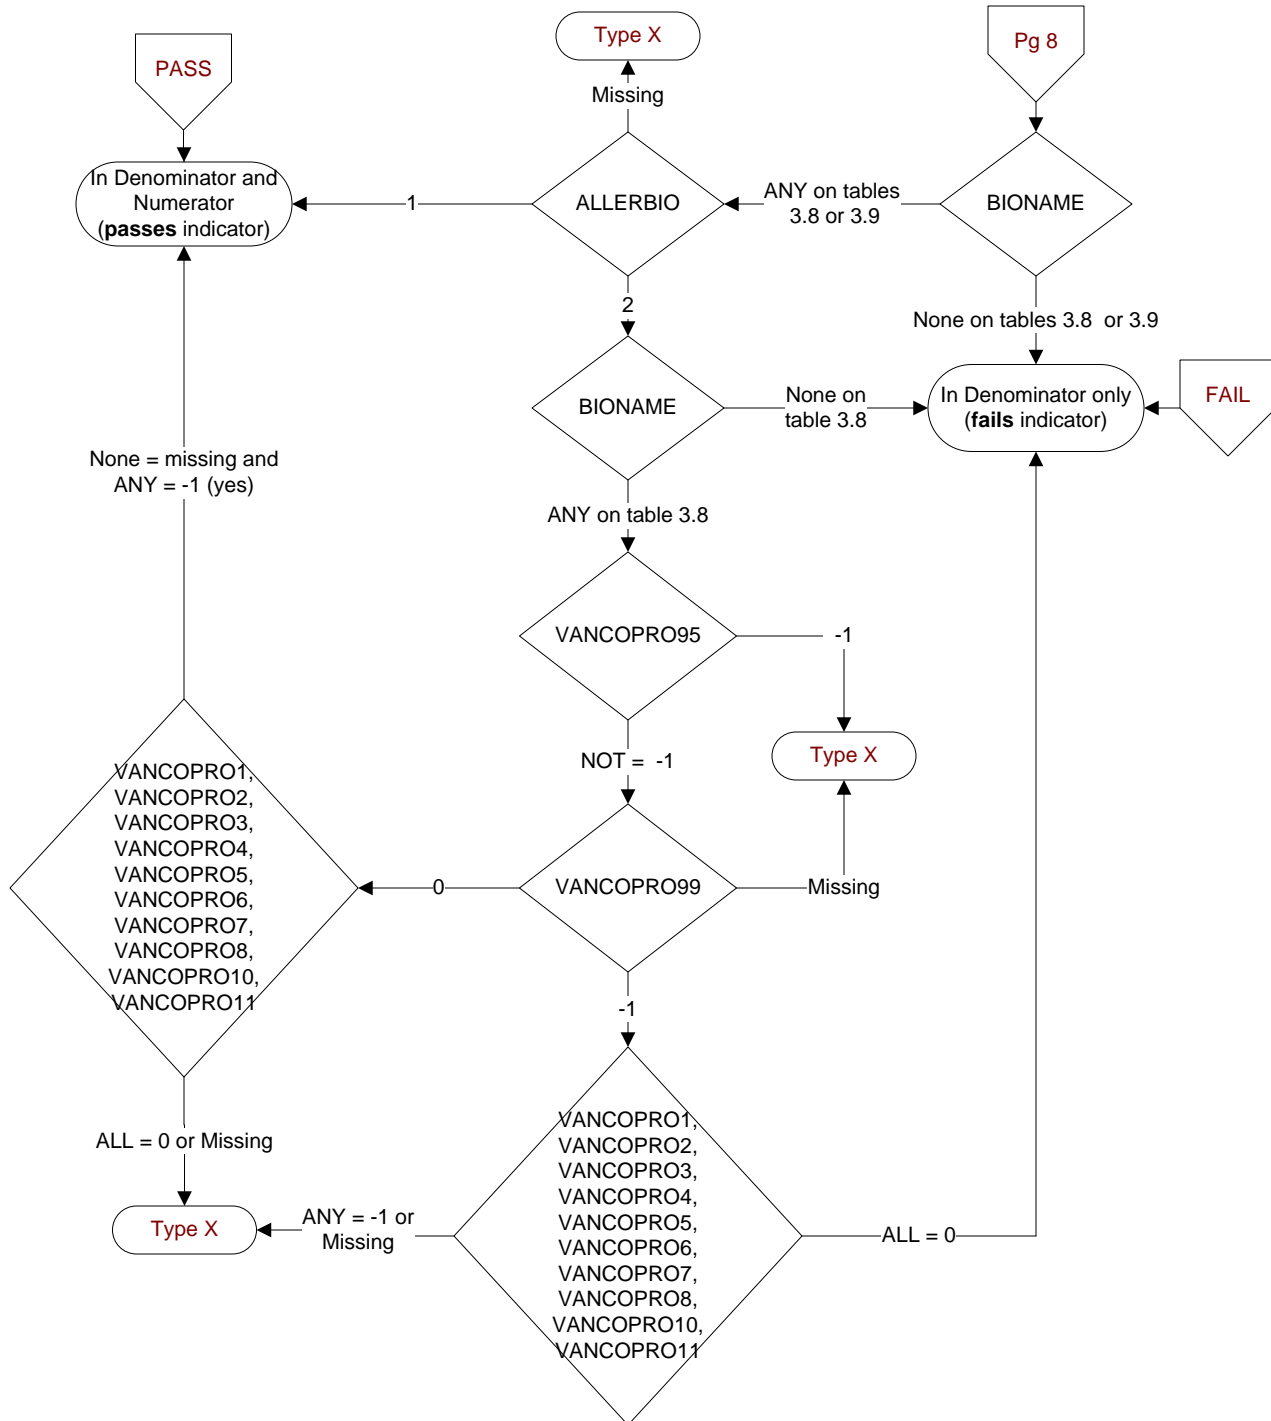 Type X
Pg 8
PASS
Missing
In Denominator and
Numerator
(passes indicator)
1
ALLERBIO
ANY on tables
3.8 or 3.9
BIONAME
2
None on tables 3.8  or 3.9
BIONAME
None on
table 3.8
In Denominator only
(fails indicator)
FAIL
None = missing and
ANY = -1 (yes)
ANY on table 3.8
VANCOPRO95
-1
Type X
NOT =  -1
VANCOPRO1,
VANCOPRO2,
VANCOPRO3,
VANCOPRO4,
VANCOPRO5,
VANCOPRO6,
VANCOPRO7,
VANCOPRO8,
VANCOPRO10,
VANCOPRO11
0
VANCOPRO99
Missing
-1
ALL = 0 or Missing
Type X
ANY = -1 or
Missing
VANCOPRO1,
VANCOPRO2,
VANCOPRO3,
VANCOPRO4,
VANCOPRO5,
VANCOPRO6,
VANCOPRO7,
VANCOPRO8,
VANCOPRO10,
VANCOPRO11
ALL = 0